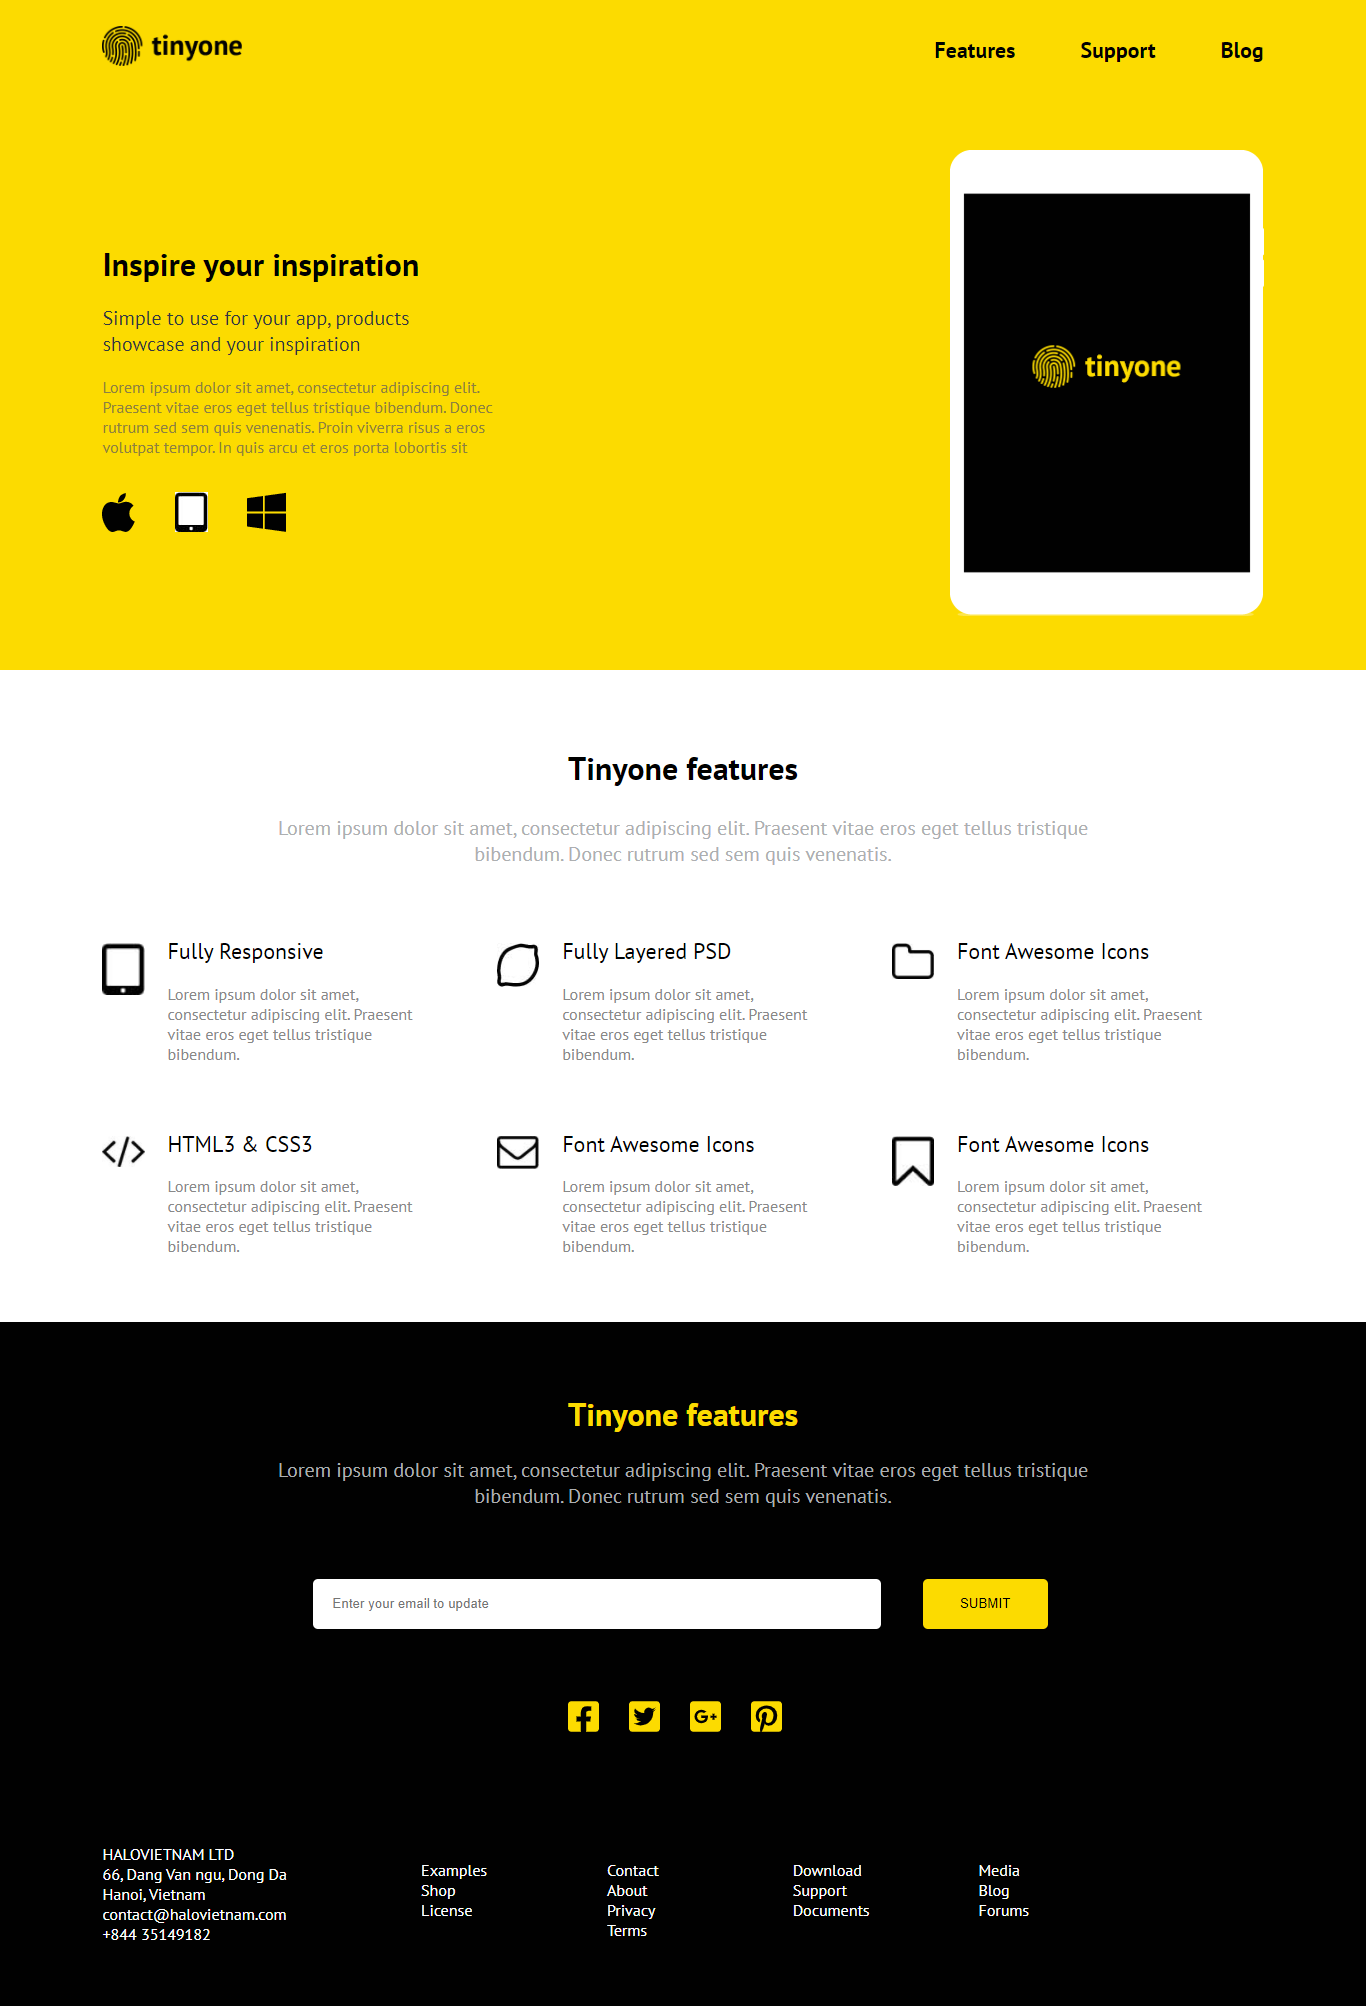 tinyone
Features
Support
Blog
Inspire your inspiration
Simple to use for your app, products
showcase and your inspiration
Lorem ipsum dolor sit amet, consectetur adipiscing elit.
Praesent vitae eros eget tellus tristique bibendum. Donec
rutrum sed sem quis venenatis. Proin viverra risus a eros
volutpat tempor. In quis arcu et eros porta lobortis sit
tinyone
Tinyone features
Lorem ipsum dolor sit amet, consectetur adipiscing elit. Praesent vitae eros eget tellus tristique
bibendum. Donec rutrum sed sem quis venenatis.
Fully Responsive
Lorem ipsum dolor sit amet,
consectetur adipiscing elit. Praesent
vitae eros eget tellus tristique
bibendum.
Fully Layered PSD
Lorem ipsum dolor sit amet,
consectetur adipiscing elit. Praesent
vitae eros eget tellus tristique
bibendum.
Font Awesome Icons
Lorem ipsum dolor sit amet,
consectetur adipiscing elit. Praesent
vitae eros eget tellus tristique
bibendum.
HTML3 & CSS3
Lorem ipsum dolor sit amet,
consectetur adipiscing elit. Praesent
vitae eros eget tellus tristique
bibendum.
Font Awesome Icons
Lorem ipsum dolor sit amet,
consectetur adipiscing elit. Praesent
vitae eros eget tellus tristique
bibendum.
Font Awesome Icons
Lorem ipsum dolor sit amet,
consectetur adipiscing elit. Praesent
vitae eros eget tellus tristique
bibendum.
Tinyone features
Lorem ipsum dolor sit amet, consectetur adipiscing elit. Praesent vitae eros eget tellus tristique
bibendum. Donec rutrum sed sem quis venenatis.
Enter your email to update
SUBMIT
HALOVIETNAM LTD
66, Dang Van ngu, Dong Da
Hanoi, Vietnam
contact@halovietnam.com
+844 35149182
Examples
Shop
License
Contact
About
Privacy
Terms
Download
Support
Documents
Media
Blog
Forums